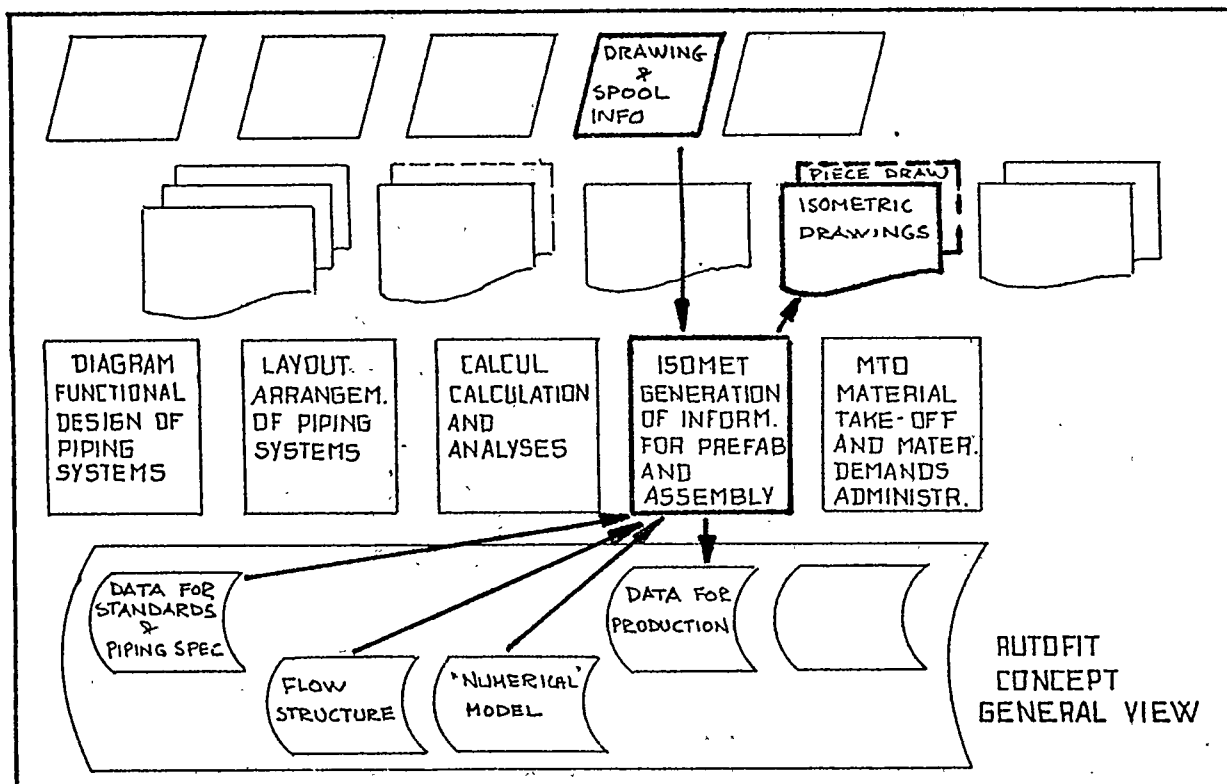 DRAWING
&
SPOOL
INFO
PIECE DRAW
ISOMETRIC
DRAWINGS
DIAGRAM
FUNCTIONAL
DESIGN OF
PIPING
SYSTEMS
LAYOUT
ARRANGEM.
OF PIPING
SYSTEMS
CALCUL
CALCULATION
AND
ANALYSES
ISOMET
GENERATION
OF INFORM.
FOR PREFAB
AND
ASSEMBLY
MTO
MATERIAL
TAKE-OFF
AND MATER.
DEMANDS
ADMINISTR.
DATA FOR
STANDARDS
&
PIPING SPEC
FLOW
STRUCTURE
"NUMERICAL"
MODEL
DATA FOR
PRODUCTION
AUTOFIT
CONCEPT
GENERAL VIEW